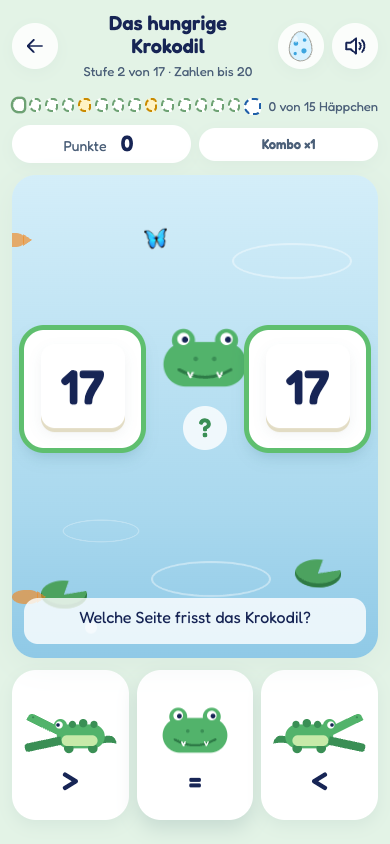 Das hungrige
Krokodil
Stufe 2 von 17 · Zahlen bis 20
0 von 15 Häppchen
Punkte 0
Kombo ×1
17
17
?
Welche Seite frisst das Krokodil?
>
=
<